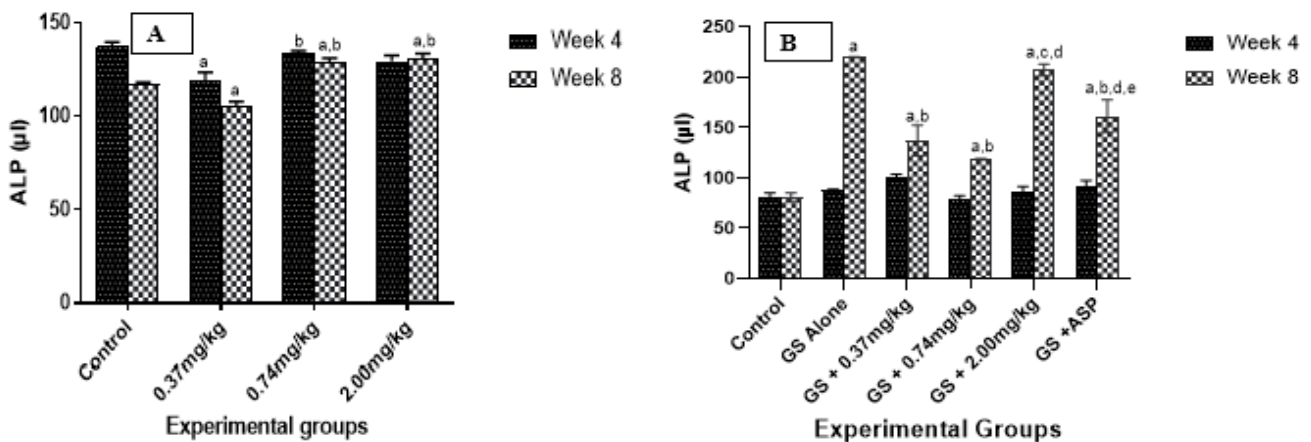 A
ALP (µl)
150
100
50
0
a
a
b
a,b
a,b
Control
0.37mg/kg
0.74mg/kg
2.00mg/kg
Experimental groups
Week 4
Week 8
B
ALP (µl)
250
200
150
100
50
0
a
a,b
a,b
a,c,d
a,b,d,e
Control
GS Alone
GS + 0.37mg/kg
GS + 0.74mg/kg
GS + 2.00mg/kg
GS +ASP
Experimental Groups
Week 4
Week 8